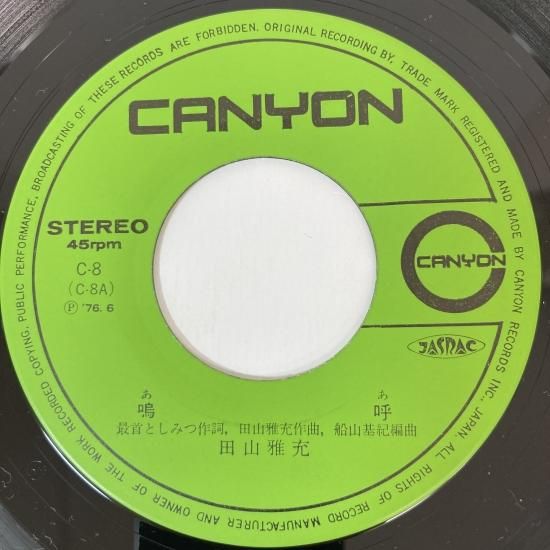 UNAUTHORIZED COPYING, PUBLIC PERFORMANCE, BROADCASTING OF THESE RECORDS ARE FORBIDDEN. ORIGINAL RECORDING BY, TRADE MARK REGISTERED AND MADE BY CANYON RECORDS INC., JAPAN. ALL RIGHTS OF RECORD MANUFACTURER AND OWNER OF THE WORK RECORDED
CANYON
STEREO
45rpm
CANYON
C-8
(C-8A)
Ⓟ '76. 6
JASRAC
あ あ
嗚 呼
最首としみつ作詞, 田山雅充作曲, 船山基紀編曲
田山雅充